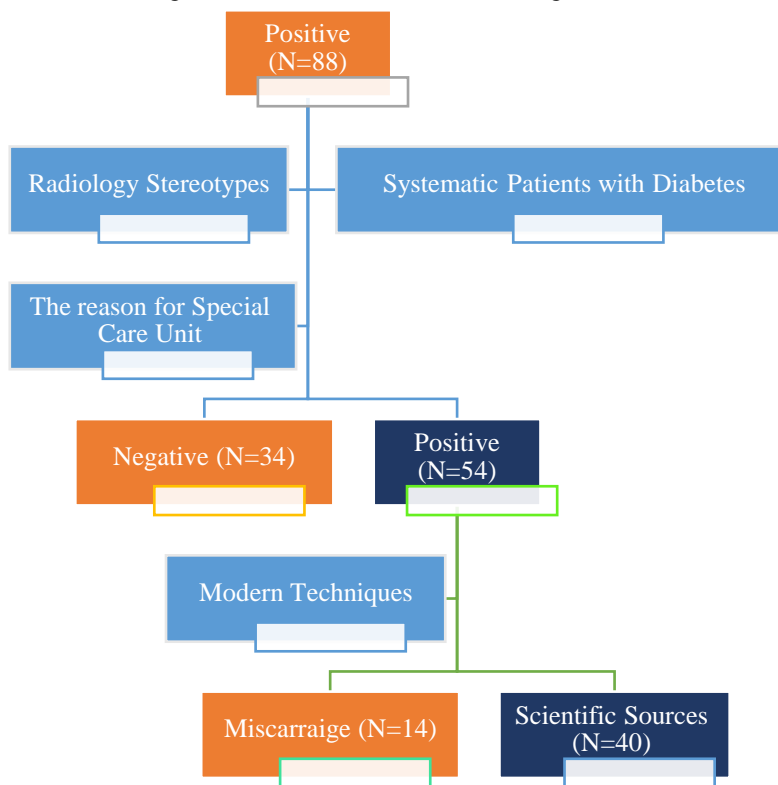 Positive
(N=88)
Radiology Stereotypes
Systematic Patients with Diabetes
The reason for Special
Care Unit
Negative (N=34)
Positive
(N=54)
Modern Techniques
Miscarraige (N=14)
Scientific Sources
(N=40)